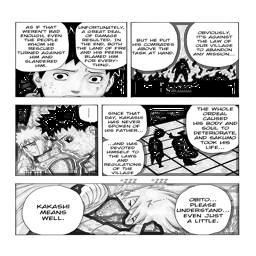 OBVIOUSLY,
IT'S AGAINST
THE LAW OF
OUR VILLAGE
TO ABANDON
ANY MISSION...
BUT HE PUT
HIS COMRADES
ABOVE
THE TASK
AT HAND.
UNFORTUNATELY,
A GREAT DEAL
OF DAMAGE
RESULTED. IN
THE END, BOTH
THE LAND OF
FIRE AND
HIS PEERS
BLAMED HIM
FOR EVERY-
THING...
AS IF THAT
WEREN'T BAD
ENOUGH, EVEN
THE PEOPLE
WHOM HE
RESCUED
TURNED AGAINST
HIM AND
SLANDERED
HIM.
THE WHOLE
ORDEAL
CAUSED
HIS BODY AND
SOUL TO
DETERIORATE,
AND SAKUMO
TOOK HIS
LIFE...
SINCE THAT
DAY, KAKASHI
HAS NEVER
SPOKEN OF
HIS FATHER...
...AND HAS
DEVOTED
HIMSELF TO
THE LAWS
AND
REGULATIONS
OF THE
VILLAGE.
OBITO...
PLEASE
UNDERSTAND...
EVEN JUST
A LITTLE.
KAKASHI
MEANS
WELL.